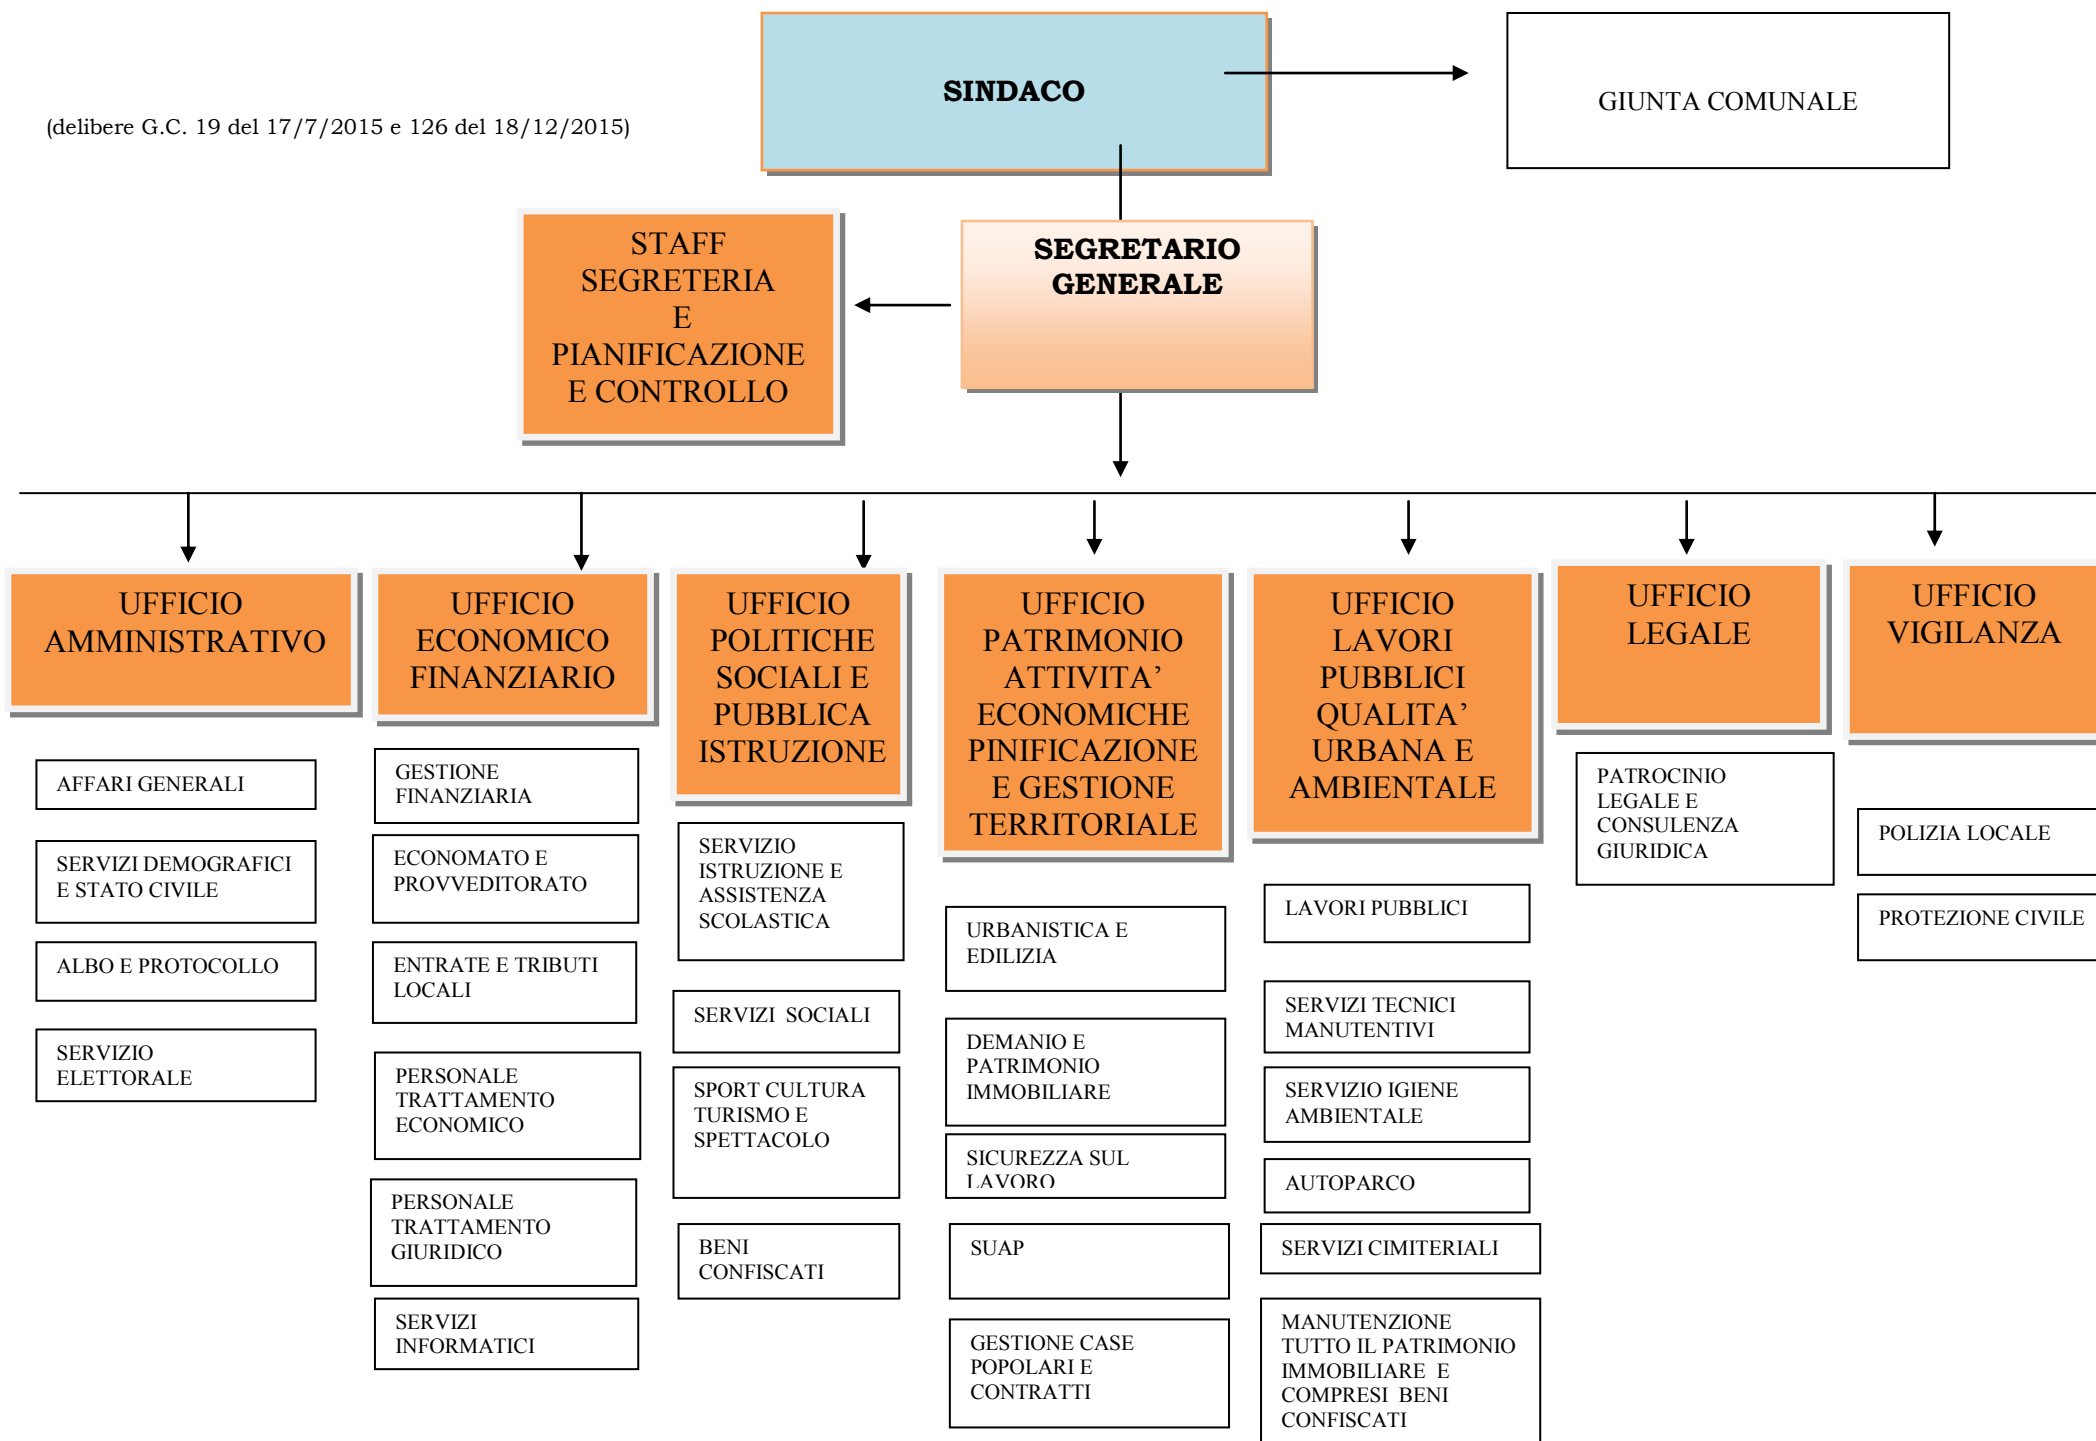 SINDACO
GIUNTA COMUNALE
(delibere G.C. 19 del 17/7/2015 e 126 del 18/12/2015)
STAFF
SEGRETERIA
E
PIANIFICAZIONE
E CONTROLLO
SEGRETARIO
GENERALE
UFFICIO
AMMINISTRATIVO
AFFARI GENERALI
SERVIZI DEMOGRAFICI
E STATO CIVILE
ALBO E PROTOCOLLO
SERVIZIO
ELETTORALE
UFFICIO
ECONOMICO
FINANZIARIO
GESTIONE
FINANZIARIA
ECONOMATO E
PROVVEDITORATO
ENTRATE E TRIBUTI
LOCALI
PERSONALE
TRATTAMENTO
ECONOMICO
PERSONALE
TRATTAMENTO
GIURIDICO
SERVIZI
INFORMATICI
UFFICIO
POLITICHE
SOCIALI E
PUBBLICA
ISTRUZIONE
SERVIZIO
ISTRUZIONE E
ASSISTENZA
SCOLASTICA
SERVIZI  SOCIALI
SPORT CULTURA
TURISMO E
SPETTACOLO
BENI
CONFISCATI
UFFICIO
PATRIMONIO
ATTIVITA’
ECONOMICHE
PINIFICAZIONE
E GESTIONE
TERRITORIALE
URBANISTICA E
EDILIZIA
DEMANIO E
PATRIMONIO
IMMOBILIARE
SICUREZZA SUL
LAVORO
SUAP
GESTIONE CASE
POPOLARI E
CONTRATTI
UFFICIO
LAVORI
PUBBLICI
QUALITA’
URBANA E
AMBIENTALE
LAVORI PUBBLICI
SERVIZI TECNICI
MANUTENTIVI
SERVIZIO IGIENE
AMBIENTALE
AUTOPARCO
SERVIZI CIMITERIALI
MANUTENZIONE
TUTTO IL PATRIMONIO
IMMOBILIARE  E
COMPRESI  BENI
CONFISCATI
UFFICIO
LEGALE
PATROCINIO
LEGALE E
CONSULENZA
GIURIDICA
UFFICIO
VIGILANZA
POLIZIA LOCALE
PROTEZIONE CIVILE